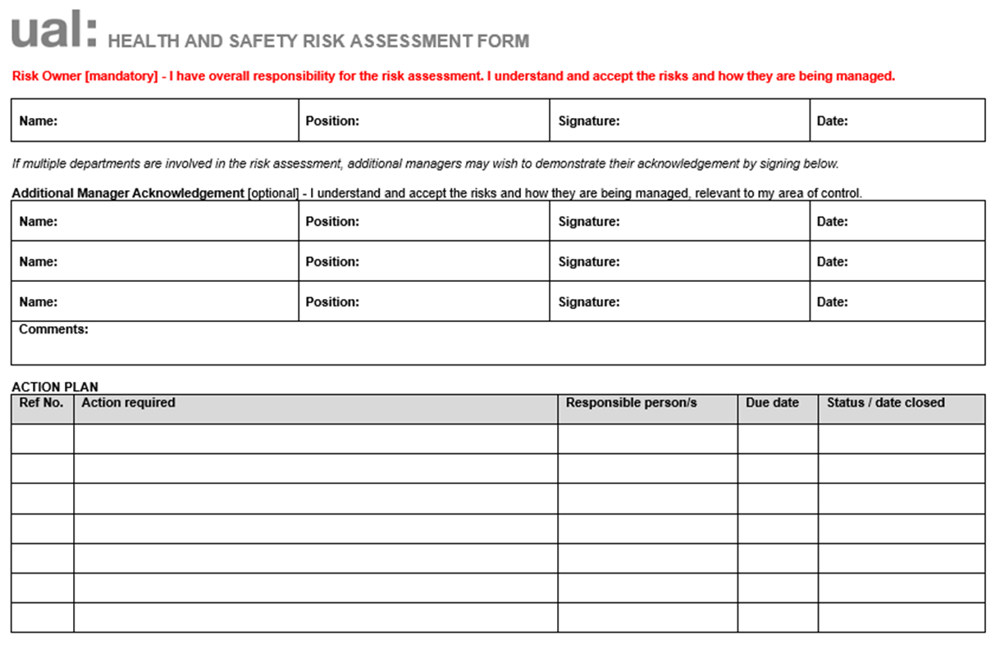 ual: HEALTH AND SAFETY RISK ASSESSMENT FORM
Risk Owner [mandatory] - I have overall responsibility for the risk assessment. I understand and accept the risks and how they are being managed.
Name: Position: Signature: Date:
If multiple departments are involved in the risk assessment, additional managers may wish to demonstrate their acknowledgement by signing below.
Additional Manager Acknowledgement [optional] - I understand and accept the risks and how they are being managed, relevant to my area of control.
Name: Position: Signature: Date:
Name: Position: Signature: Date:
Name: Position: Signature: Date:
Comments:
ACTION PLAN
Ref No. Action required Responsible person/s Due date Status / date closed